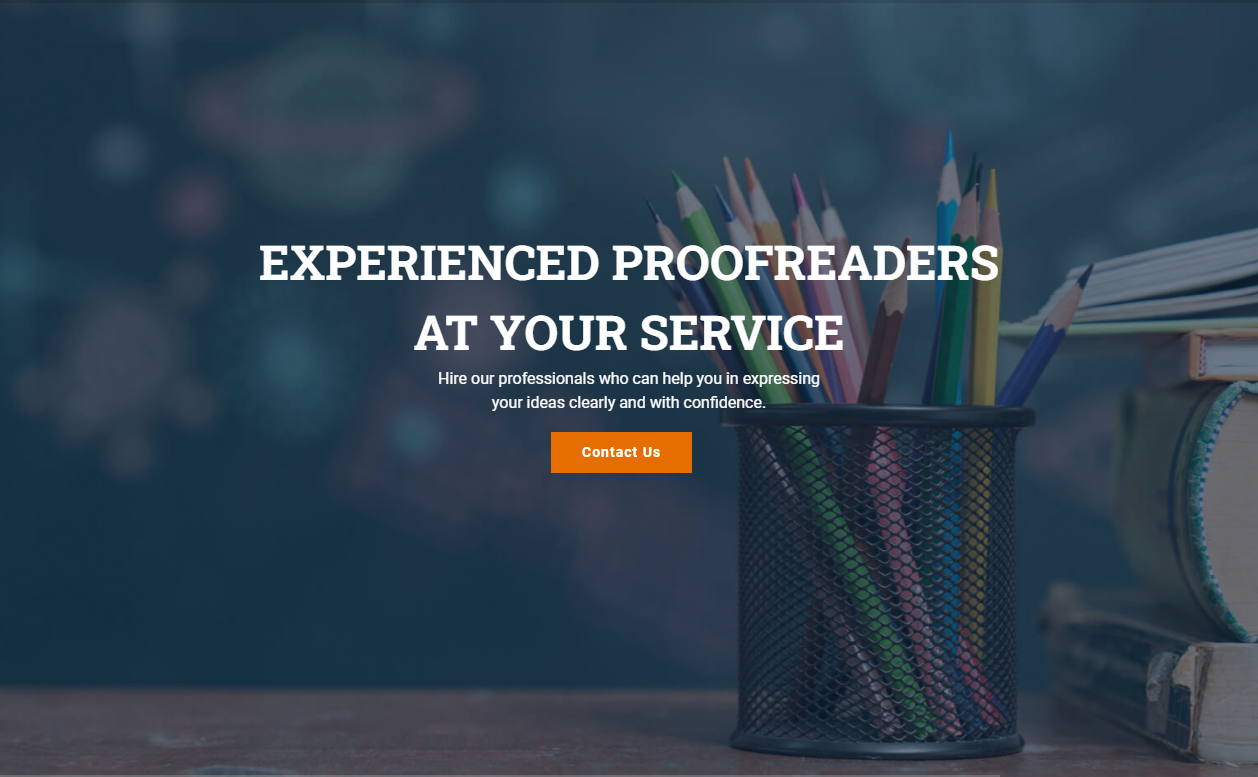 EXPERIENCED PROOFREADERS
AT YOUR SERVICE
Hire our professionals who can help you in expressing
your ideas clearly and with confidence.
Contact Us